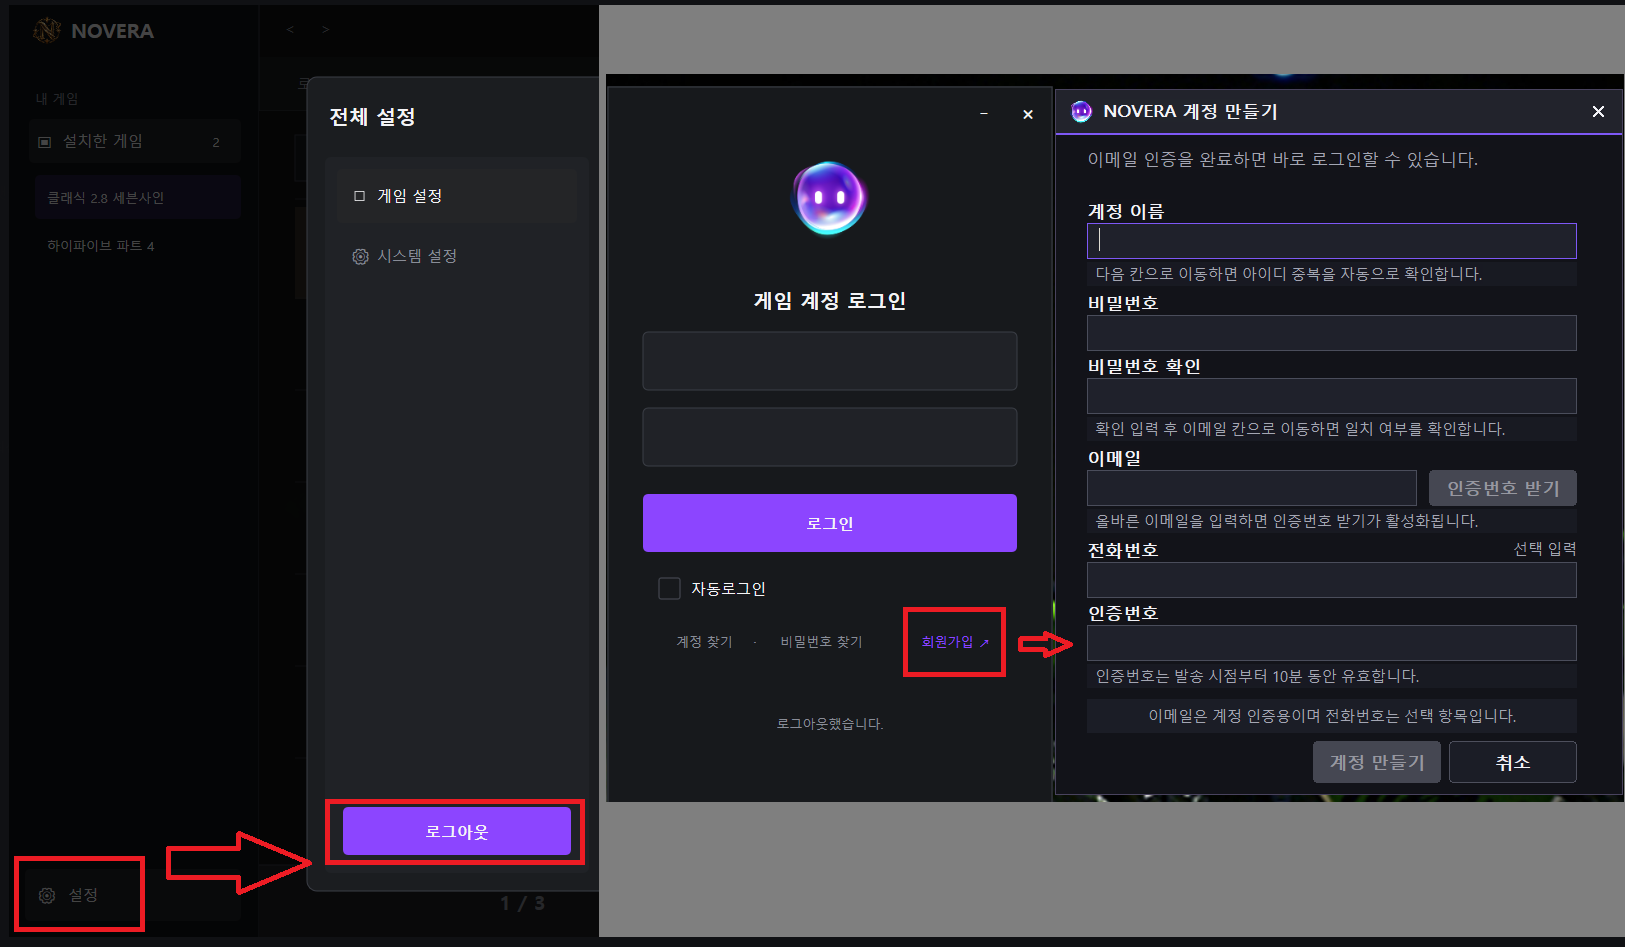 NOVERA
< >
내 게임
설치한 게임 2
클래식 2.8 세븐사인
하이파이브 파트 4
설정
전체 설정
게임 설정
시스템 설정
로그아웃
1 / 3
게임 계정 로그인
로그인
자동로그인
계정 찾기 · 비밀번호 찾기 회원가입 ↗
로그아웃했습니다.
NOVERA 계정 만들기
이메일 인증을 완료하면 바로 로그인할 수 있습니다.
계정 이름
다음 칸으로 이동하면 아이디 중복을 자동으로 확인합니다.
비밀번호
비밀번호 확인
확인 입력 후 이메일 칸으로 이동하면 일치 여부를 확인합니다.
이메일
인증번호 받기
올바른 이메일을 입력하면 인증번호 받기가 활성화됩니다.
전화번호 선택 입력
인증번호
인증번호는 발송 시점부터 10분 동안 유효합니다.
이메일은 계정 인증용이며 전화번호는 선택 항목입니다.
계정 만들기 취소